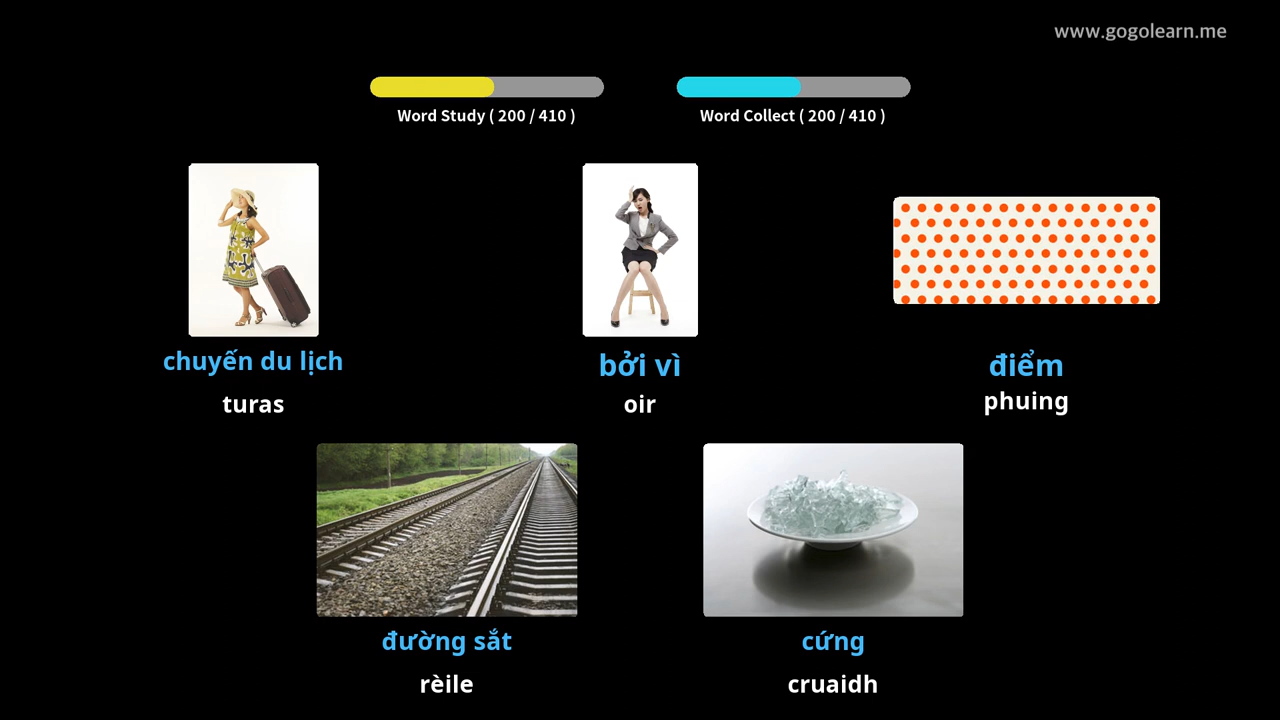 www.gogolearn.me
Word Study ( 200 / 410 )
Word Collect ( 200 / 410 )
chuyến du lịch
turas
bởi vì
oir
điểm
phuing
đường sắt
rèile
cứng
cruaidh